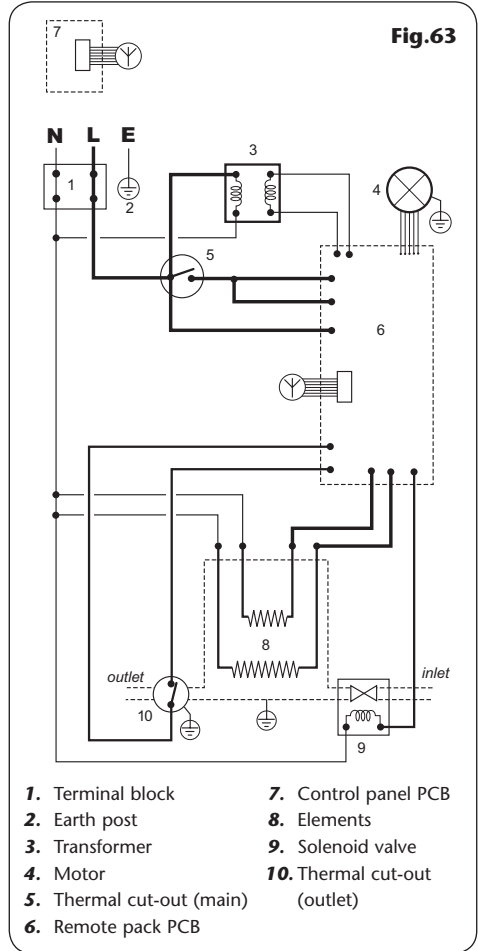 Fig.63
7
N L E
1
2
3
4
5
6
8
outlet
inlet
10
9
1. Terminal block
2. Earth post
3. Transformer
4. Motor
5. Thermal cut-out (main)
6. Remote pack PCB
7. Control panel PCB
8. Elements
9. Solenoid valve
10. Thermal cut-out
(outlet)